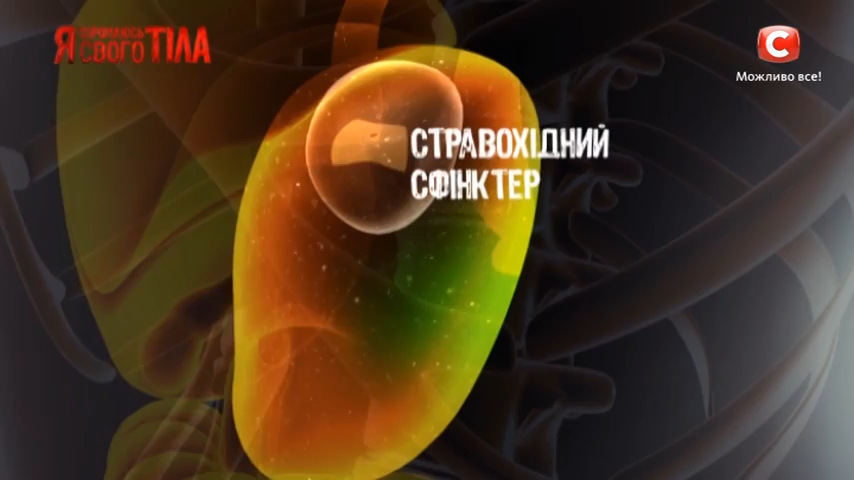 Я СОРОМЛЮСЬ
СВОГО ТІЛА
С
Можливо все!
СТРАВОХІДНИЙ
СФІНКТЕР